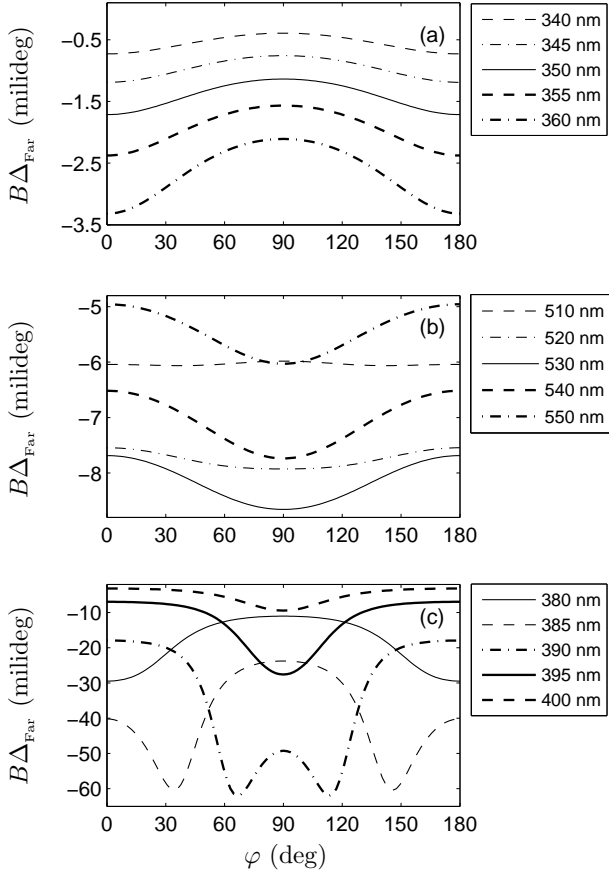 (a)
−0.5
−1.5
−2.5
−3.5
BΔFar (milideg)
0 30 60 90 120 150 180
340 nm
345 nm
350 nm
355 nm
360 nm
(b)
−5
−6
−7
−8
BΔFar (milideg)
0 30 60 90 120 150 180
510 nm
520 nm
530 nm
540 nm
550 nm
(c)
−10
−20
−30
−40
−50
−60
BΔFar (milideg)
0 30 60 90 120 150 180
φ (deg)
380 nm
385 nm
390 nm
395 nm
400 nm